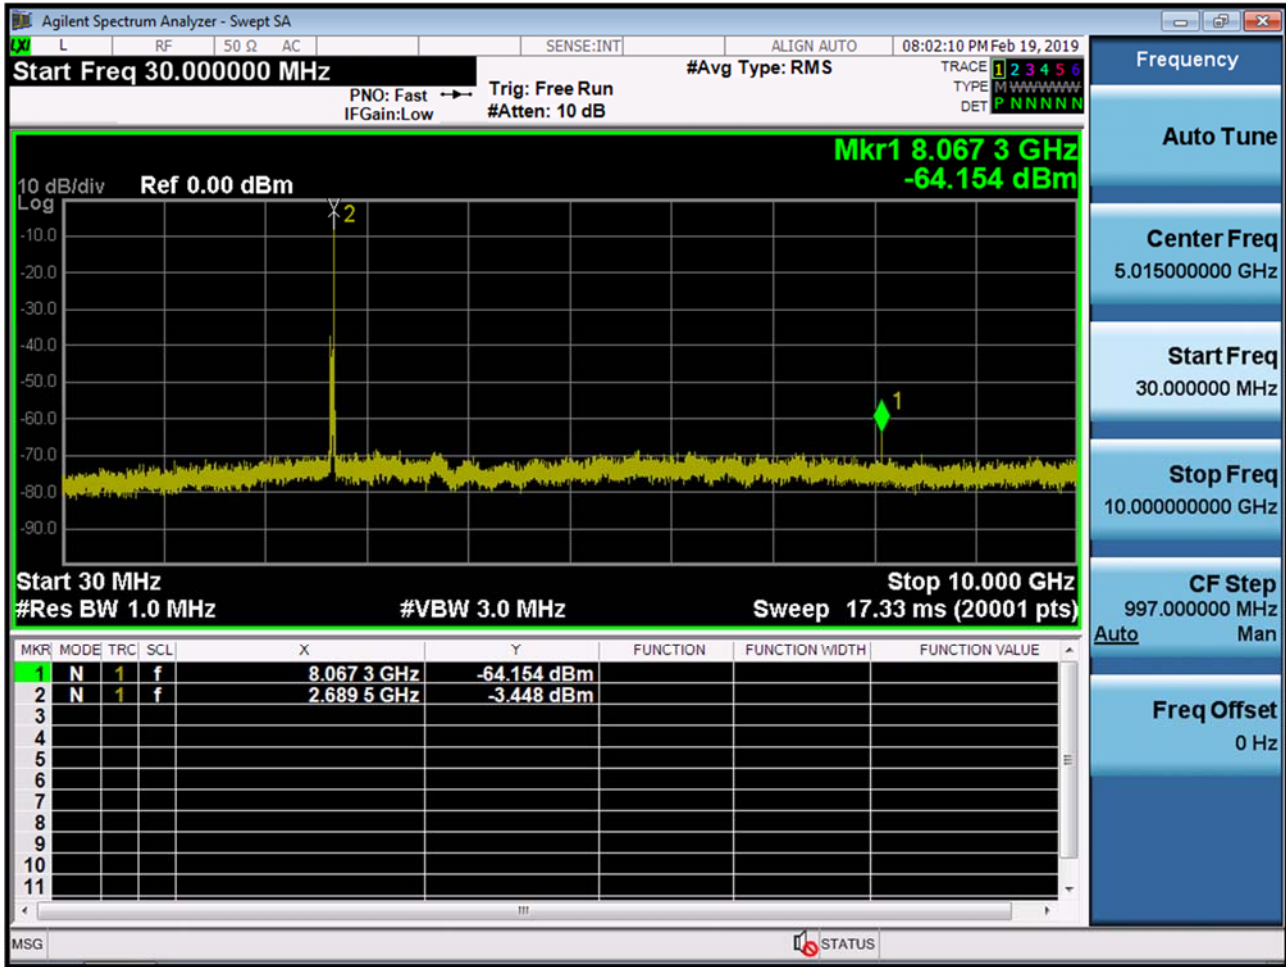 Agilent Spectrum Analyzer - Swept SA
LXI L RF 50 Ω AC SENSE:INT ALIGN AUTO 08:02:10 PM Feb 19, 2019
Start Freq 30.000000 MHz
PNO: Fast
IFGain:Low
Trig: Free Run
#Atten: 10 dB
#Avg Type: RMS
TRACE 1 2 3 4 5 6
TYPE M WWWWW
DET P N N N N N
Mkr1 8.067 3 GHz
-64.154 dBm
10 dB/div Ref 0.00 dBm
Log
-10.0
-20.0
-30.0
-40.0
-50.0
-60.0
-70.0
-80.0
-90.0
2
1
Start 30 MHz Stop 10.000 GHz
#Res BW 1.0 MHz #VBW 3.0 MHz Sweep 17.33 ms (20001 pts)
MKR MODE TRC SCL X Y FUNCTION FUNCTION WIDTH FUNCTION VALUE
1 N 1 f 8.067 3 GHz -64.154 dBm
2 N 1 f 2.689 5 GHz -3.448 dBm
3
4
5
6
7
8
9
10
11
MSG STATUS
Frequency
Auto Tune
Center Freq
5.015000000 GHz
Start Freq
30.000000 MHz
Stop Freq
10.000000000 GHz
CF Step
997.000000 MHz
Auto Man
Freq Offset
0 Hz